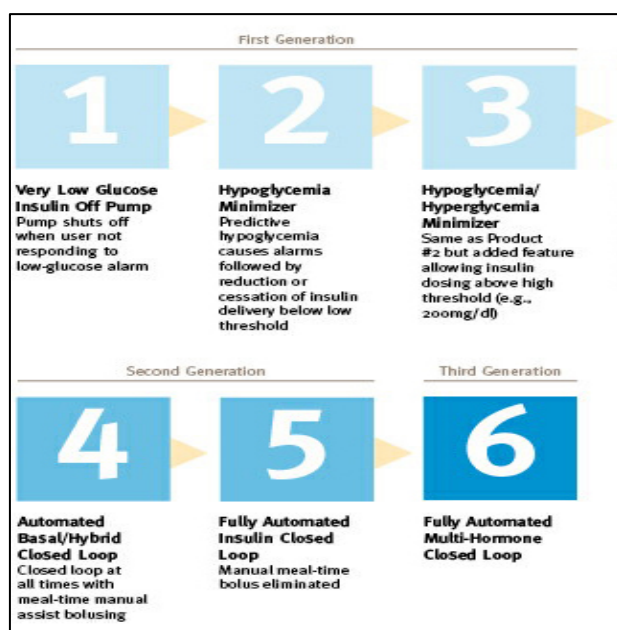 First Generation
1
2
3
Very Low Glucose
Insulin Off Pump
Pump shuts off
when user not
responding to
low-glucose alarm
Hypoglycemia
Minimizer
Predictive
hypoglycemia
causes alarms
followed by
reduction or
cessation of insulin
delivery below low
threshold
Hypoglycemia/
Hyperglycemia
Minimizer
Same as Product
#2 but added feature
allowing insulin
dosing above high
threshold (e.g.,
200mg/dl)
Second Generation
Third Generation
4
5
6
Automated
Basal/Hybrid
Closed Loop
Closed loop at
all times with
meal-time manual
assist bolusing
Fully Automated
Insulin Closed
Loop
Manual meal-time
bolus eliminated
Fully Automated
Multi-Hormone
Closed Loop